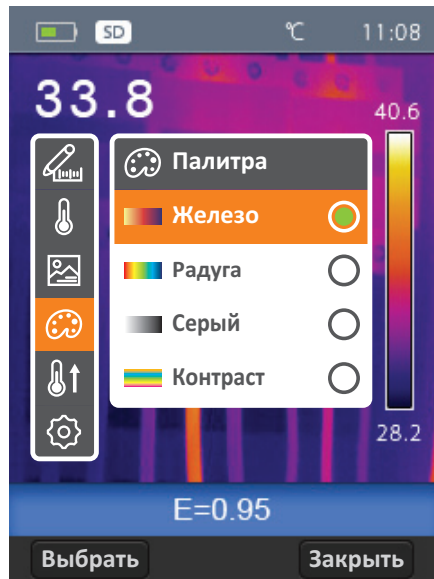 SD ℃ 11:08
33.8
40.6
Палитра
Железо
Радуга
Серый
Контраст
28.2
E=0.95
Выбрать Закрыть